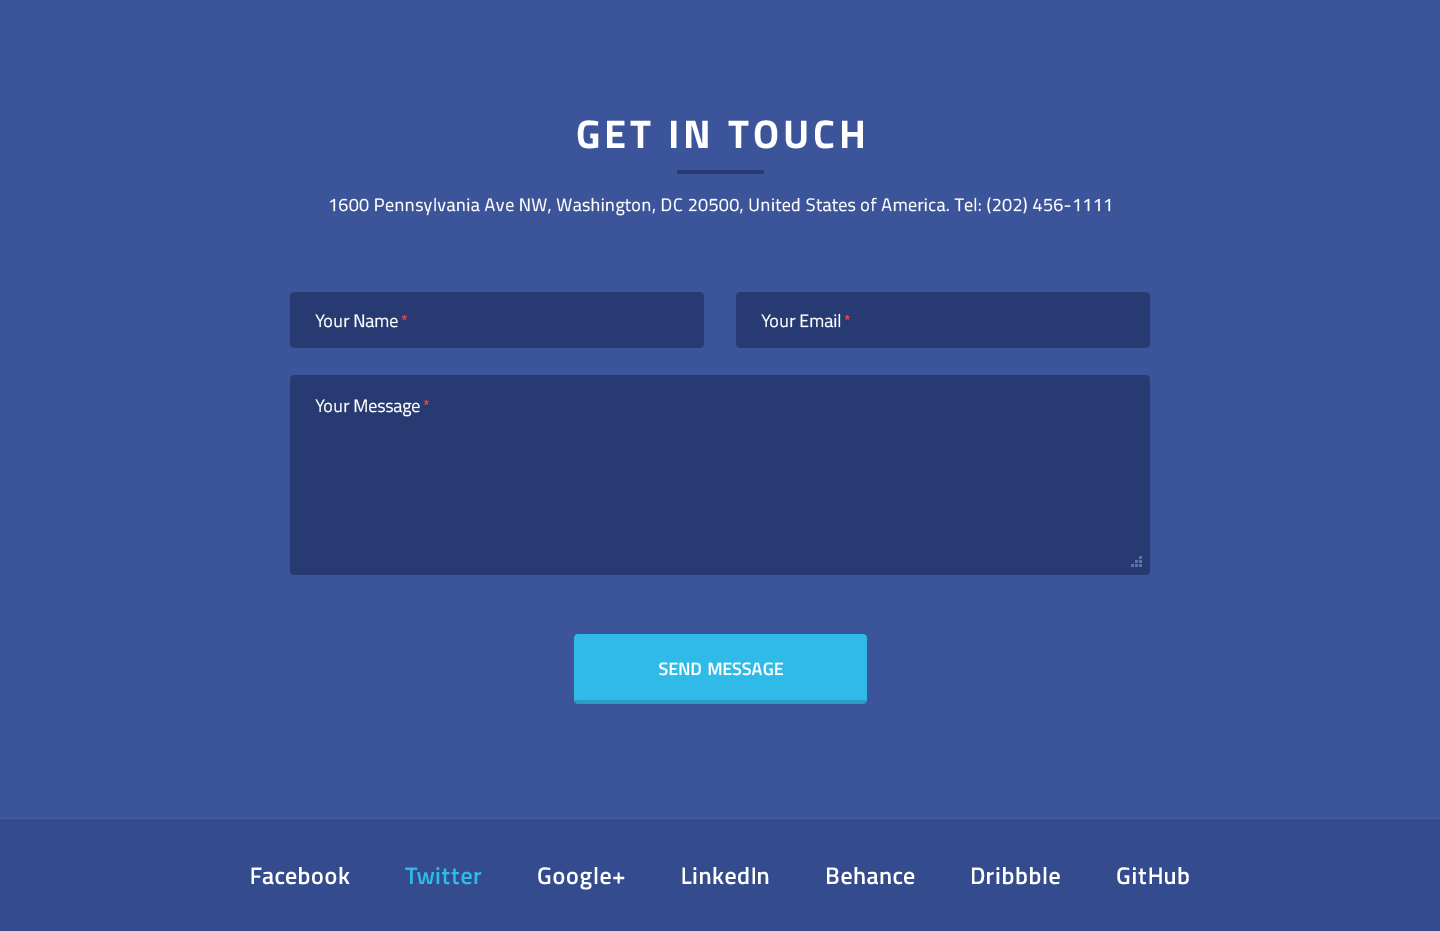 GET IN TOUCH
1600 Pennsylvania Ave NW, Washington, DC 20500, United States of America. Tel: (202) 456-1111
Your Name *
Your Email *
Your Message *
SEND MESSAGE
Facebook Twitter Google+ LinkedIn Behance Dribbble GitHub